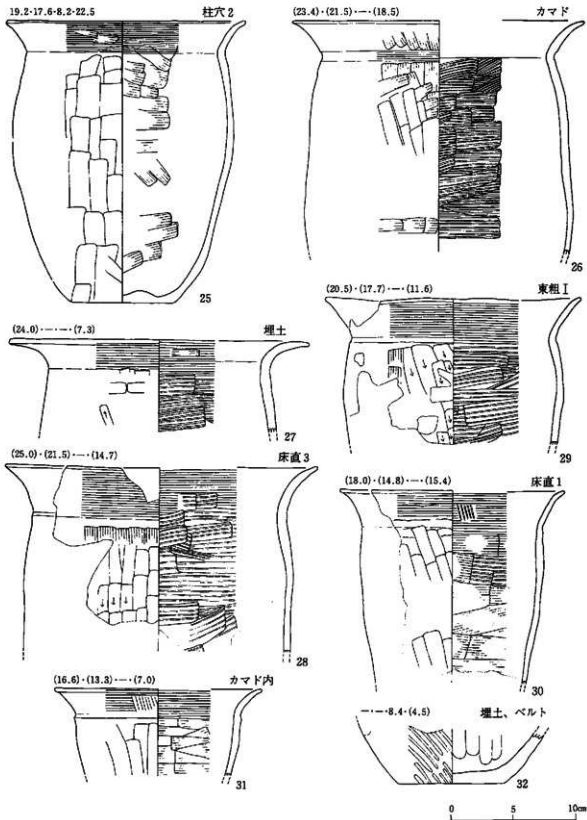 19.2·17.6·8.2·22.5 柱穴2
25
(23.4)·(21.5)·—·(18.5) カマド
26
(24.0)·—·—·(7.3) 埋土
27
(20.5)·(17.7)·—·(11.6) 東粗I
29
(25.0)·(21.5)·—·(14.7) 床直3
28
(18.0)·(14.8)·—·(15.4) 床直1
30
(16.6)·(13.3)·—·(7.0) カマド内
31
—·—·8.4·(4.5) 埋土、ベルト
32
0 5 10cm